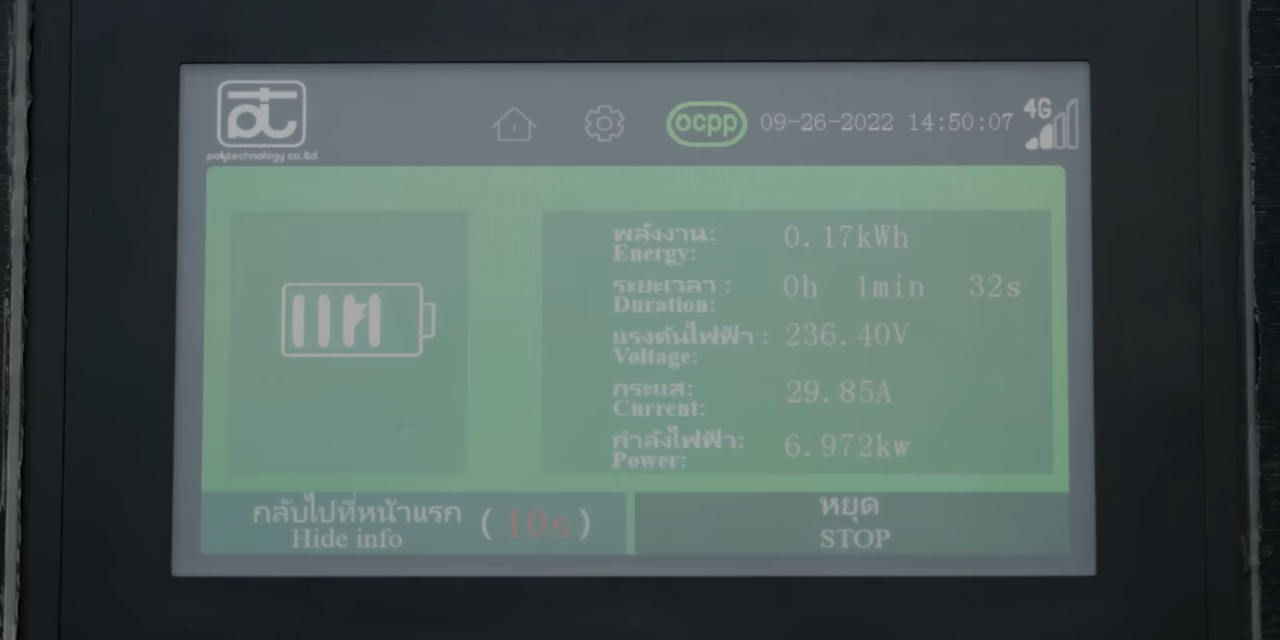 polytechnology co.,ltd.
ocpp 09-26-2022 14:50:07 4G
พลังงาน:
Energy: 0.17kWh
ระยะเวลา :
Duration: 0h 1min 32s
แรงดันไฟฟ้า :
Voltage: 236.40V
กระแส:
Current: 29.85A
กำลังไฟฟ้า:
Power: 6.972kw
กลับไปที่หน้าแรก
Hide info (10s)
หยุด
STOP